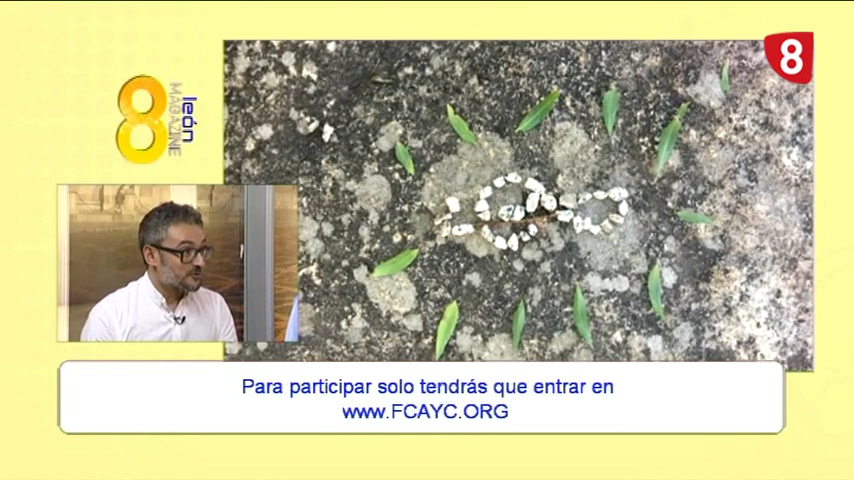 8
8
león
MAGAZINE
Para participar solo tendrás que entrar en
www.FCAYC.ORG